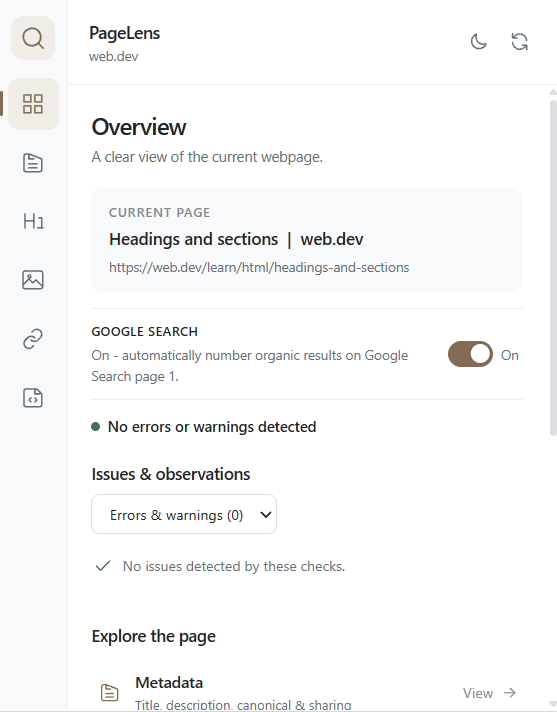 PageLens
web.dev
H1
Overview
A clear view of the current webpage.
CURRENT PAGE
Headings and sections | web.dev
https://web.dev/learn/html/headings-and-sections
GOOGLE SEARCH
On - automatically number organic results on Google
Search page 1.
On
No errors or warnings detected
Issues & observations
Errors & warnings (0)
No issues detected by these checks.
Explore the page
Metadata
Title, description, canonical & sharing
View